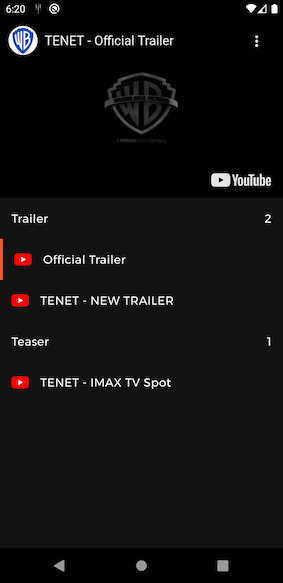 6:20
TENET - Official Trailer
WB
YouTube
Trailer 2
Official Trailer
TENET - NEW TRAILER
Teaser 1
TENET - IMAX TV Spot